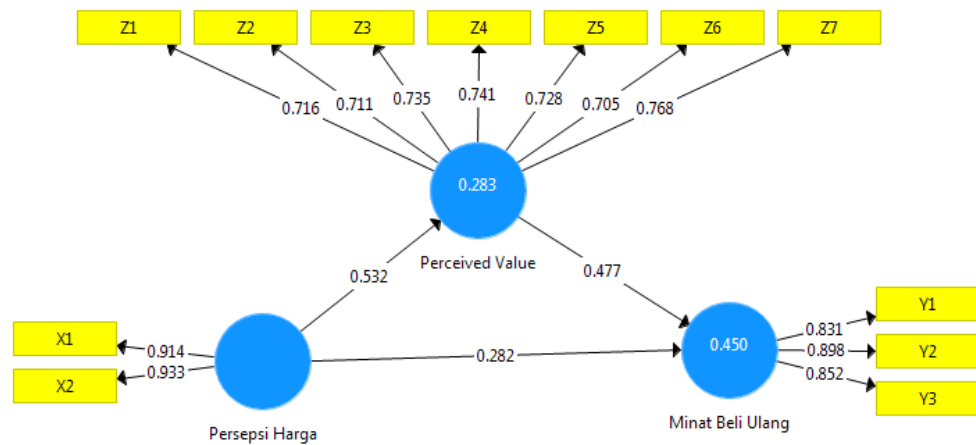 Z1 Z2 Z3 Z4 Z5 Z6 Z7
0.716 0.711 0.735 0.741 0.728 0.705 0.768
0.283
Perceived Value
0.532 0.477
X1
X2
0.914
0.933
0.282
0.450
0.831
0.898
0.852
Y1
Y2
Y3
Persepsi Harga
Minat Beli Ulang